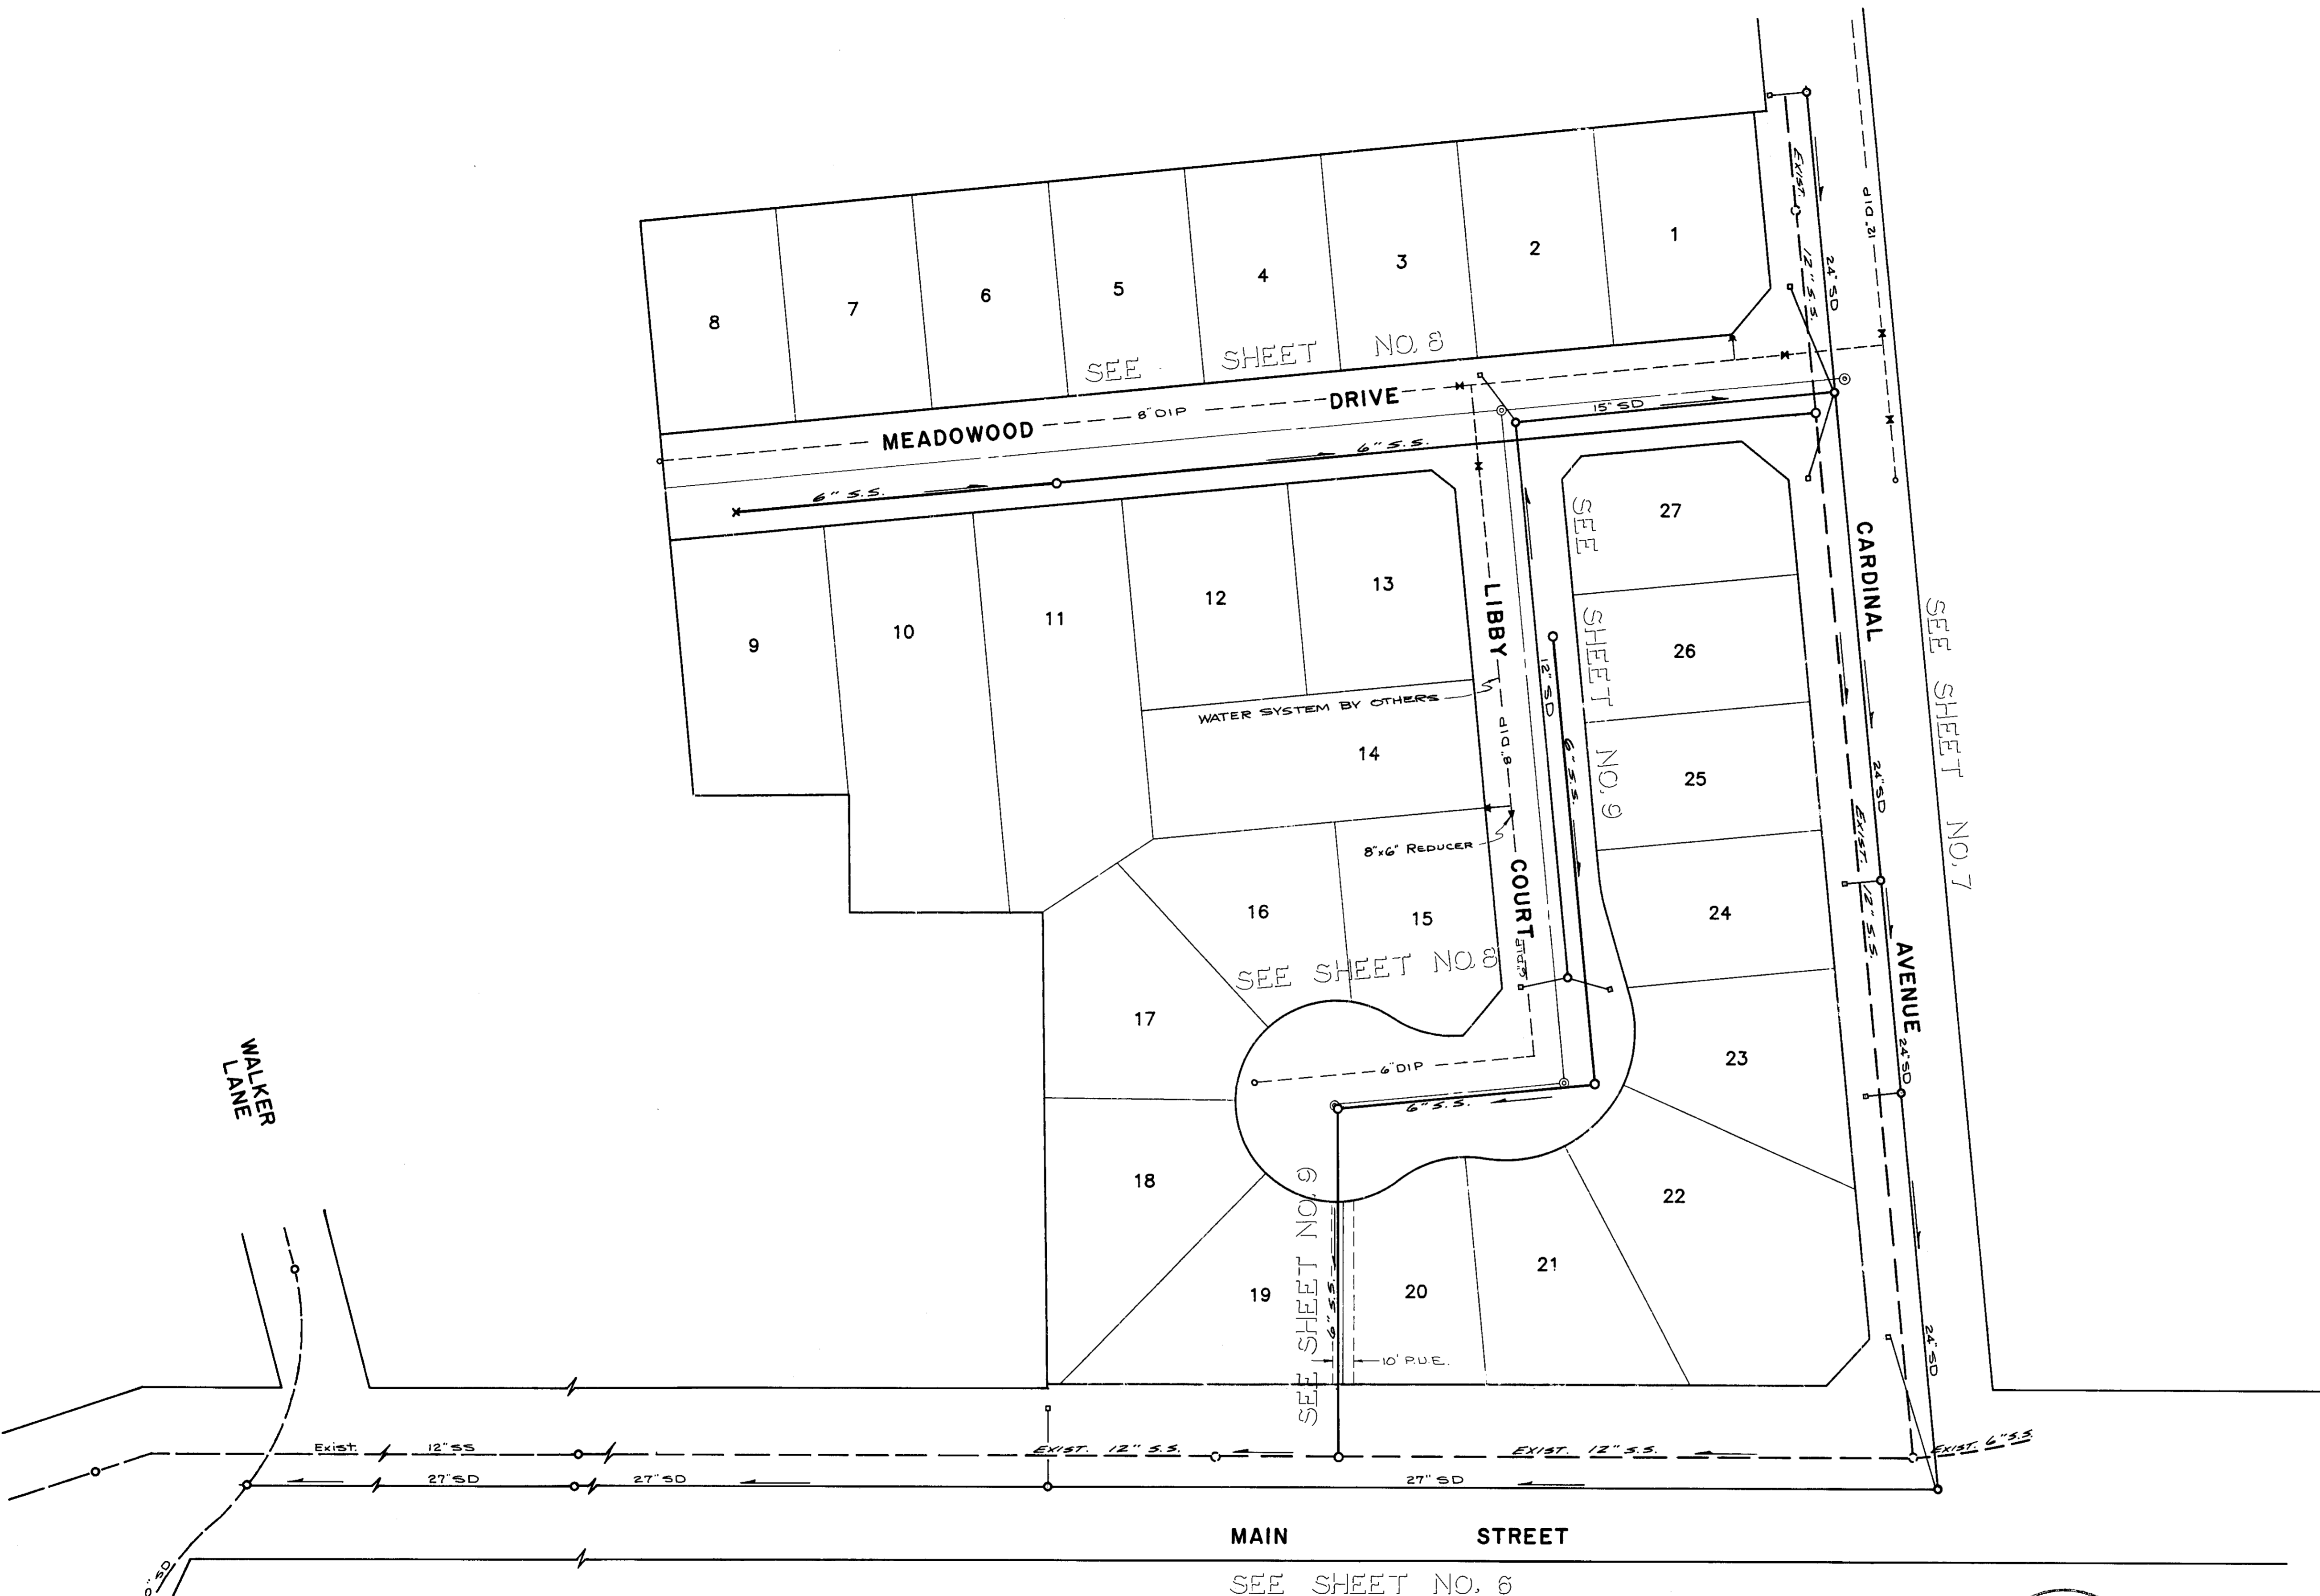 EXIST.
12" S.S.
24" SD
12" DIP
1
2
3
4
5
6
7
8
SEE SHEET NO. 8
MEADOWOOD DRIVE
8" DIP
15" SD
6" S.S.
6" S.S.
9
10
11
12
13
27
26
25
24
23
22
21
20
19
18
17
16
15
14
WATER SYSTEM BY OTHERS
8"x6" REDUCER
LIBBY COURT
8" DIP
6" DIP
12" SD
6" S.S.
SEE SHEET NO. 9
SEE SHEET NO. 8
6" DIP
6" S.S.
SEE SHEET NO. 9
6" S.S.
10' P.U.E.
CARDINAL AVENUE
24" SD
EXIST. 12" S.S.
24" SD
24" SD
SEE SHEET NO. 7
WALKER
LANE
Exist. 12" SS
EXIST. 12" S.S.
EXIST. 12" S.S.
EXIST. 6" S.S.
27" SD
27" SD
27" SD
MAIN STREET
SD
SEE SHEET NO. 6